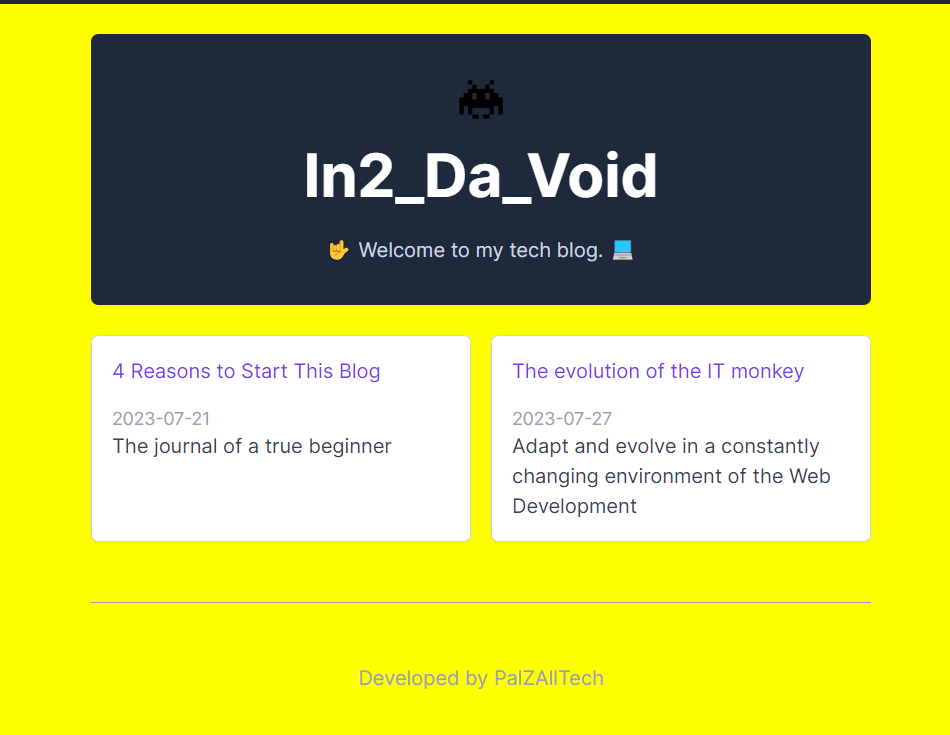 In2_Da_Void
🤟 Welcome to my tech blog. 💻
4 Reasons to Start This Blog
2023-07-21
The journal of a true beginner
The evolution of the IT monkey
2023-07-27
Adapt and evolve in a constantly
changing environment of the Web
Development
Developed by PalZAllTech